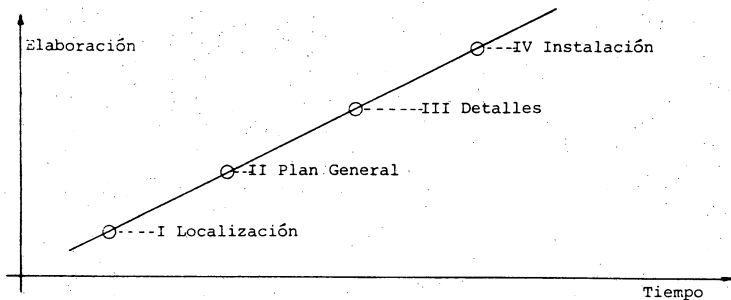 Elaboración
IV Instalación
III Detalles
II Plan General
I Localización
Tiempo